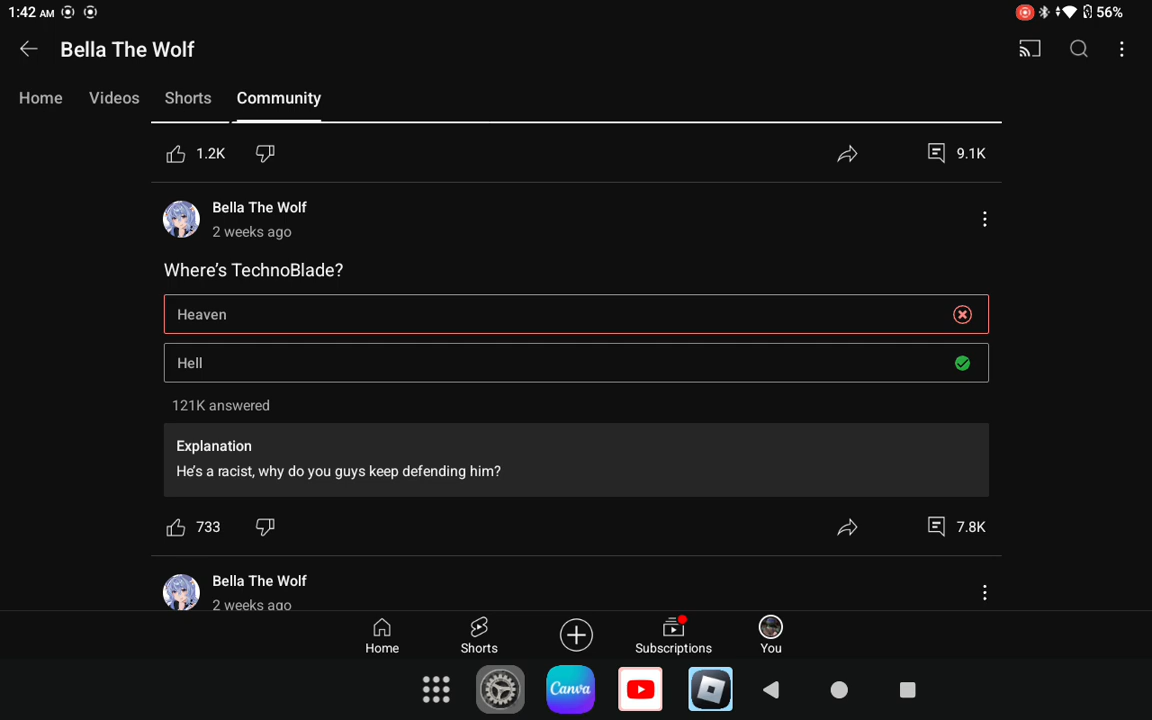 1:42 AM 56%
Bella The Wolf
Home Videos Shorts Community
1.2K 9.1K
Bella The Wolf
2 weeks ago
Where's TechnoBlade?
Heaven
Hell
121K answered
Explanation
He's a racist, why do you guys keep defending him?
733 7.8K
Bella The Wolf
2 weeks ago
Home Shorts Subscriptions You
Canva